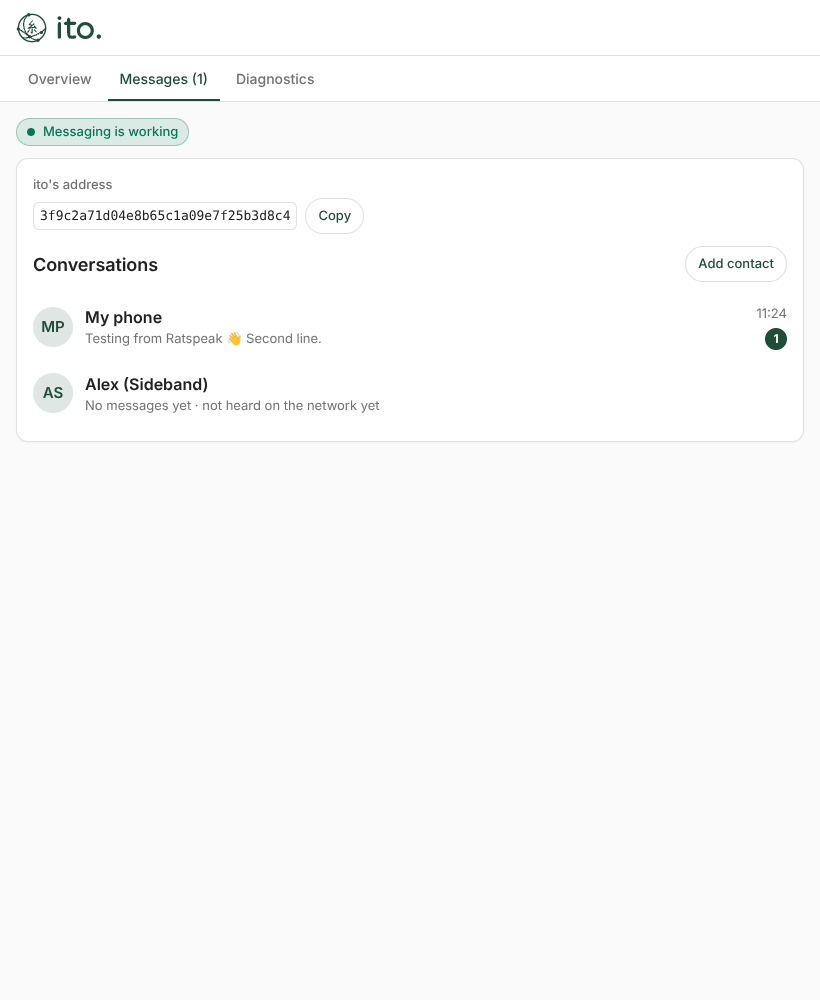 糸 ito.
Overview Messages (1) Diagnostics
Messaging is working
ito's address
3f9c2a71d04e8b65c1a09e7f25b3d8c4 Copy
Conversations Add contact
MP My phone 11:24
Testing from Ratspeak 👋 Second line. 1
AS Alex (Sideband)
No messages yet · not heard on the network yet